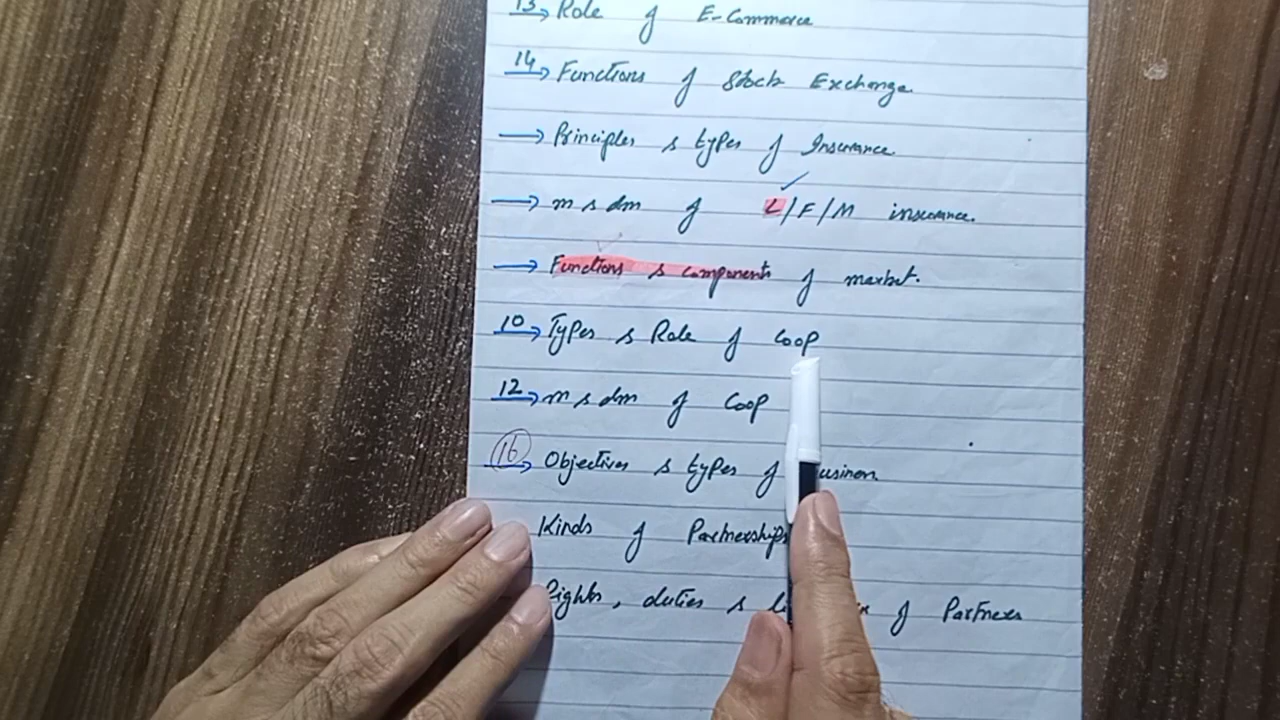 13→ Role of E-Commerce
14→ Functions of Stock Exchange
→ Principles & types of Insurance
→ m & dm of L/F/M insurance.
→ Functions & components of market.
10→ Types & Role of Coop
12→ m & dm of Coop
16→ Objectives & types of usiness
Kinds of Partnerships
Rights, duties & of Partners